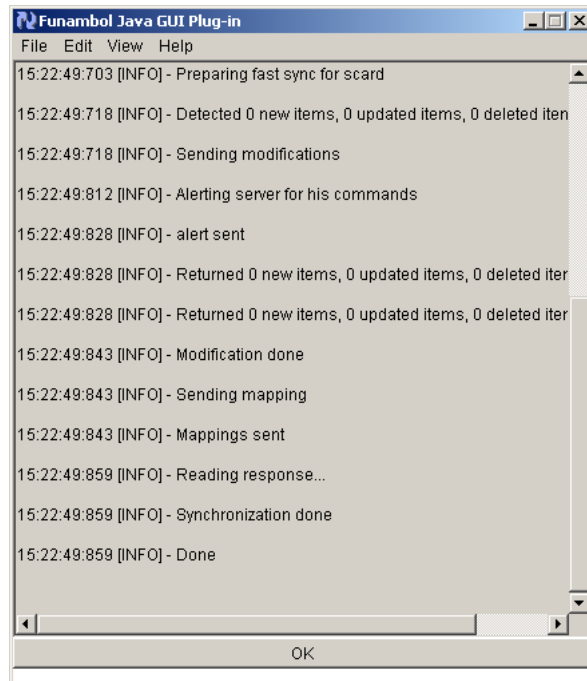 Funambol Java GUI Plug-in
File Edit View Help
15:22:49:703 [INFO] - Preparing fast sync for scard
15:22:49:718 [INFO] - Detected 0 new items, 0 updated items, 0 deleted iten
15:22:49:718 [INFO] - Sending modifications
15:22:49:812 [INFO] - Alerting server for his commands
15:22:49:828 [INFO] - alert sent
15:22:49:828 [INFO] - Returned 0 new items, 0 updated items, 0 deleted iter
15:22:49:828 [INFO] - Returned 0 new items, 0 updated items, 0 deleted iter
15:22:49:843 [INFO] - Modification done
15:22:49:843 [INFO] - Sending mapping
15:22:49:843 [INFO] - Mappings sent
15:22:49:859 [INFO] - Reading response...
15:22:49:859 [INFO] - Synchronization done
15:22:49:859 [INFO] - Done
OK